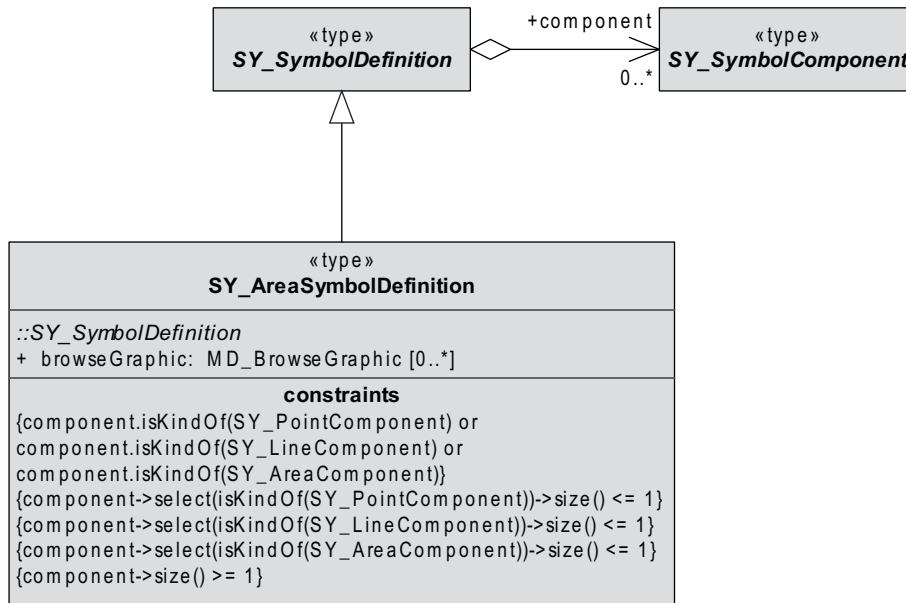 «type»
SY_SymbolDefinition
+component
0..*
«type»
SY_SymbolComponent
«type»
SY_AreaSymbolDefinition
::SY_SymbolDefinition
+ browseGraphic: MD_BrowseGraphic [0..*]
constraints
{component.isKindOf(SY_PointComponent) or
component.isKindOf(SY_LineComponent) or
component.isKindOf(SY_AreaComponent)}
{component->select(isKindOf(SY_PointComponent))->size() <= 1}
{component->select(isKindOf(SY_LineComponent))->size() <= 1}
{component->select(isKindOf(SY_AreaComponent))->size() <= 1}
{component->size() >= 1}